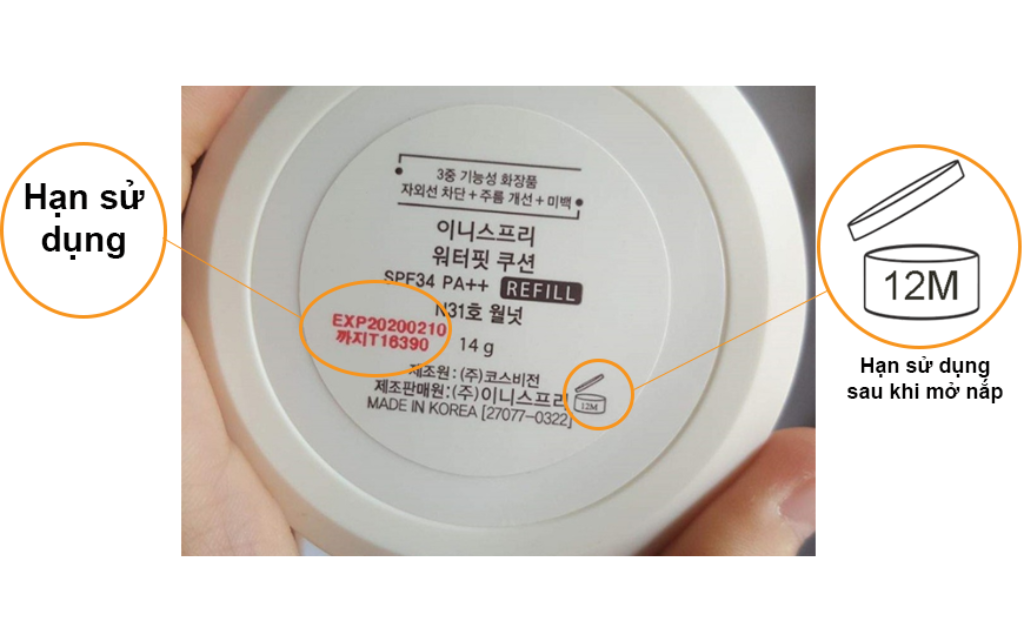 Hạn sử
dụng
3중 기능성 화장품
자외선 차단+주름 개선+미백
이니스프리
워터핏 쿠션
SPF34 PA++ REFILL
N31호 월넛
EXP20200210
까지T16390
14 g
제조원:(주)코스비전
제조판매원:(주)이니스프리
MADE IN KOREA [27077-0322]
12M
12M
Hạn sử dụng
sau khi mở nắp